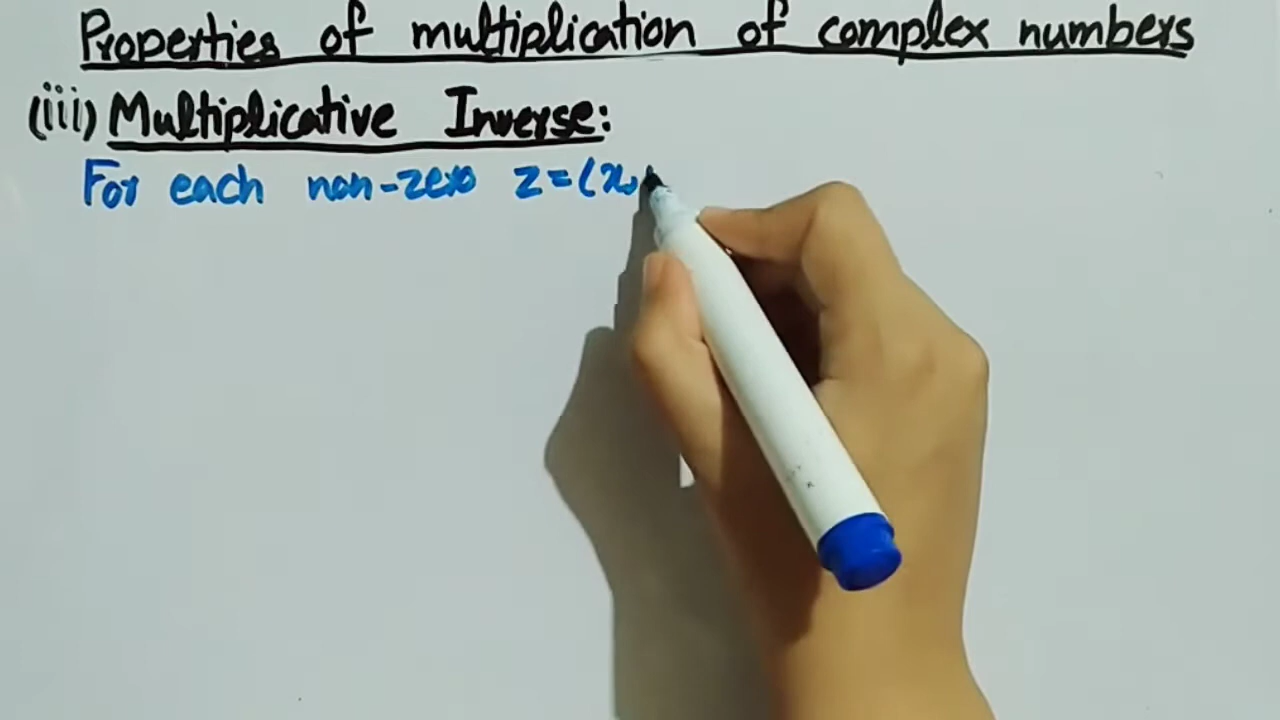 Properties of multiplication of complex numbers
(iii) Multiplicative Inverse:
For each non-zero z=(x,